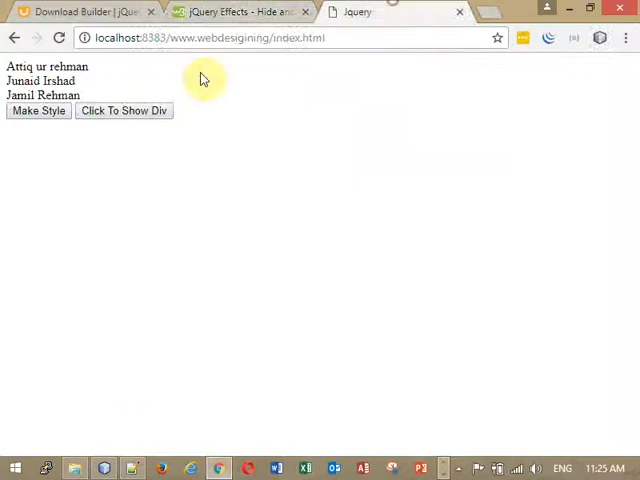 Download Builder | jQue
jQuery Effects - Hide and
Jquery
localhost:8383/www.webdesigining/index.html
Attiq ur rehman
Junaid Irshad
Jamil Rehman
Make Style
Click To Show Div
ENG
11:25 AM